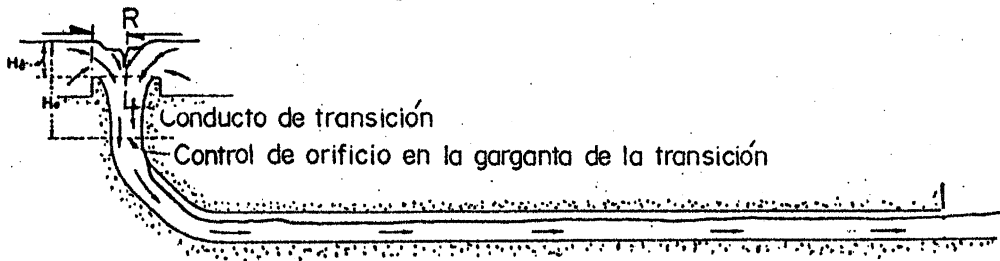 R
Conducto de transición
Control de orificio en la garganta de la transición